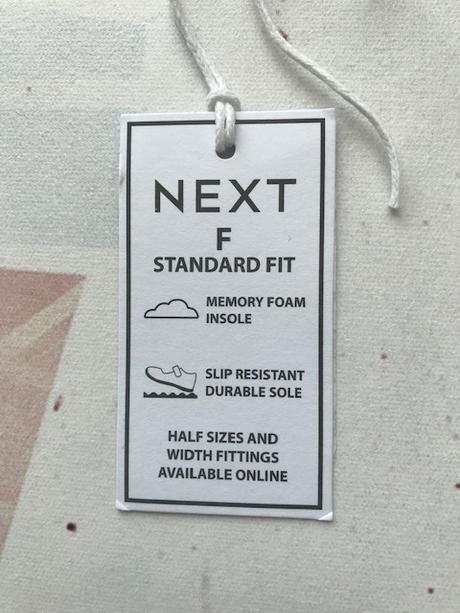 NEXT
F
STANDARD FIT
MEMORY FOAM
INSOLE
SLIP RESISTANT
DURABLE SOLE
HALF SIZES AND
WIDTH FITTINGS
AVAILABLE ONLINE